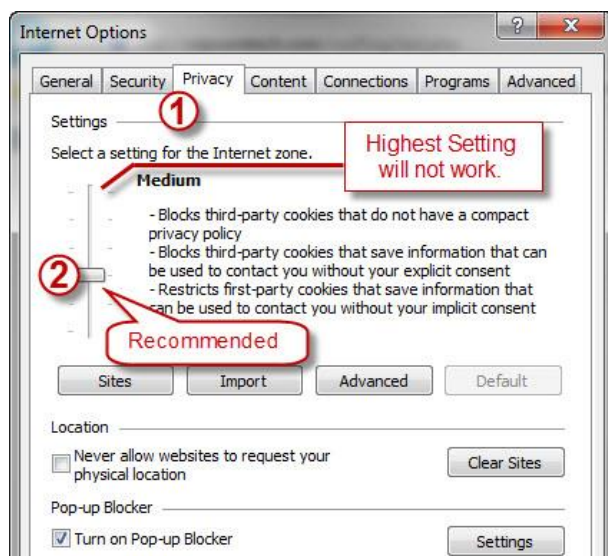 Internet Options
?
X
General Security Privacy Content Connections Programs Advanced
1
Settings
Select a setting for the Internet zone.
Highest Setting
will not work.
Medium
- Blocks third-party cookies that do not have a compact
privacy policy
- Blocks third-party cookies that save information that can
be used to contact you without your explicit consent
- Restricts first-party cookies that save information that
can be used to contact you without your implicit consent
2
Recommended
Sites Import Advanced Default
Location
Never allow websites to request your
physical location
Clear Sites
Pop-up Blocker
Turn on Pop-up Blocker
Settings